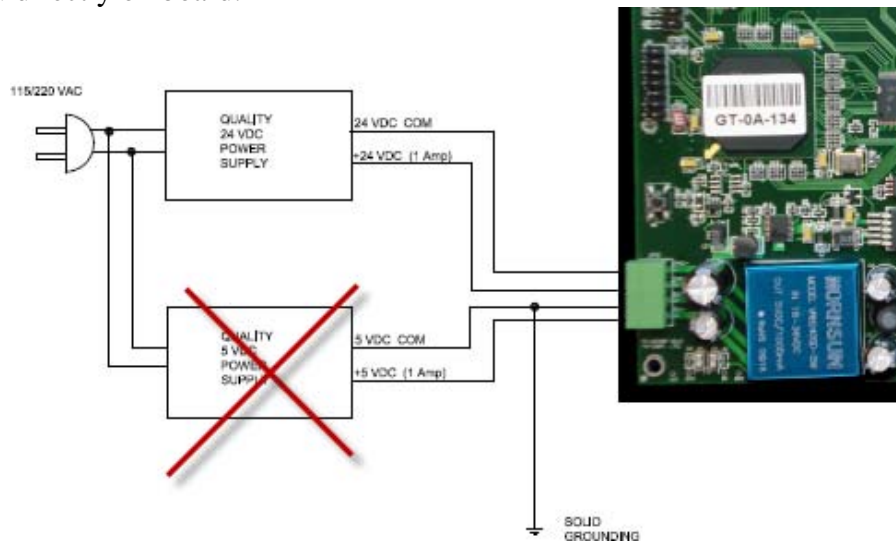 115/220 VAC
QUALITY
24 VDC
POWER
SUPPLY
24 VDC COM
+24 VDC (1 Amp)
GT-0A-134
QUALITY
5 VDC
POWER
SUPPLY
5 VDC COM
+5 VDC (1 Amp)
MORNSUN
SOLID
GROUNDING